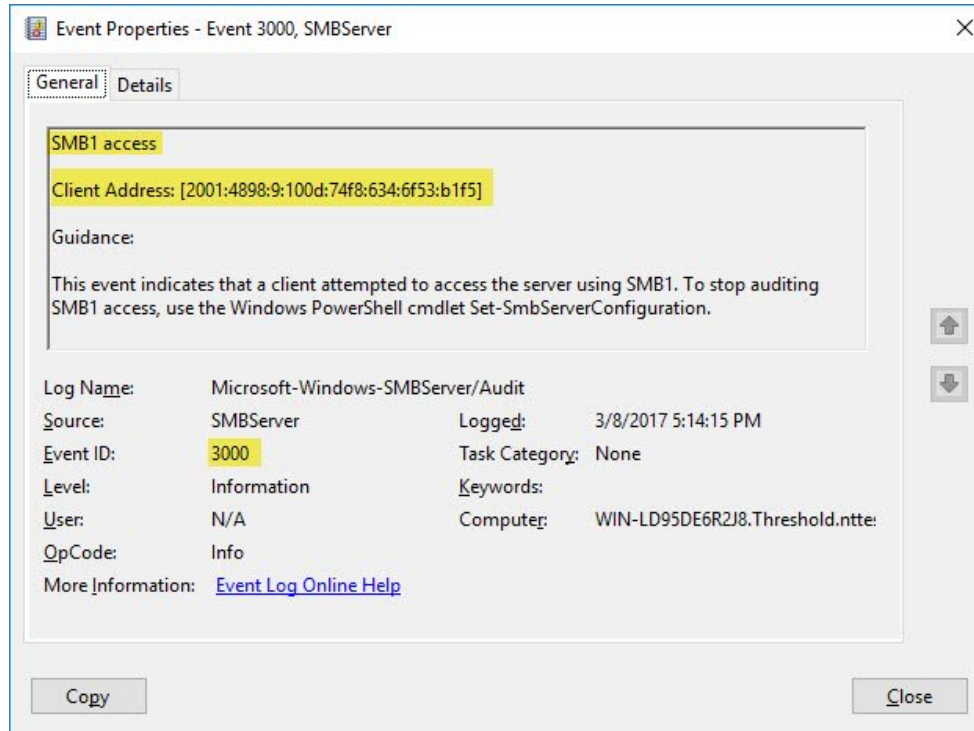 Event Properties - Event 3000, SMBServer
General Details
SMB1 access
Client Address: [2001:4898:9:100d:74f8:634:6f53:b1f5]
Guidance:
This event indicates that a client attempted to access the server using SMB1. To stop auditing
SMB1 access, use the Windows PowerShell cmdlet Set-SmbServerConfiguration.
Log Name: Microsoft-Windows-SMBServer/Audit
Source: SMBServer Logged: 3/8/2017 5:14:15 PM
Event ID: 3000 Task Category: None
Level: Information Keywords:
User: N/A Computer: WIN-LD95DE6R2J8.Threshold.nttes
OpCode: Info
More Information: Event Log Online Help
Copy Close